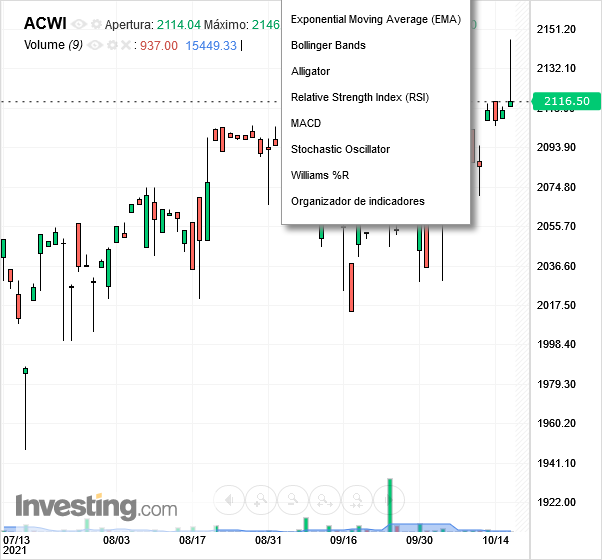 ACWI Apertura: 2114.04 Máximo: 2146
Volume (9) : 937.00 15449.33
Exponential Moving Average (EMA)
Bollinger Bands
Alligator
Relative Strength Index (RSI)
MACD
Stochastic Oscillator
Williams %R
Organizador de indicadores
2151.20
2132.10
2116.50
2093.90
2074.80
2055.70
2036.60
2017.50
1998.40
1979.30
1960.20
1941.10
1922.00
Investing.com
07/13 08/03 08/17 08/31 09/16 09/30 10/14
2021